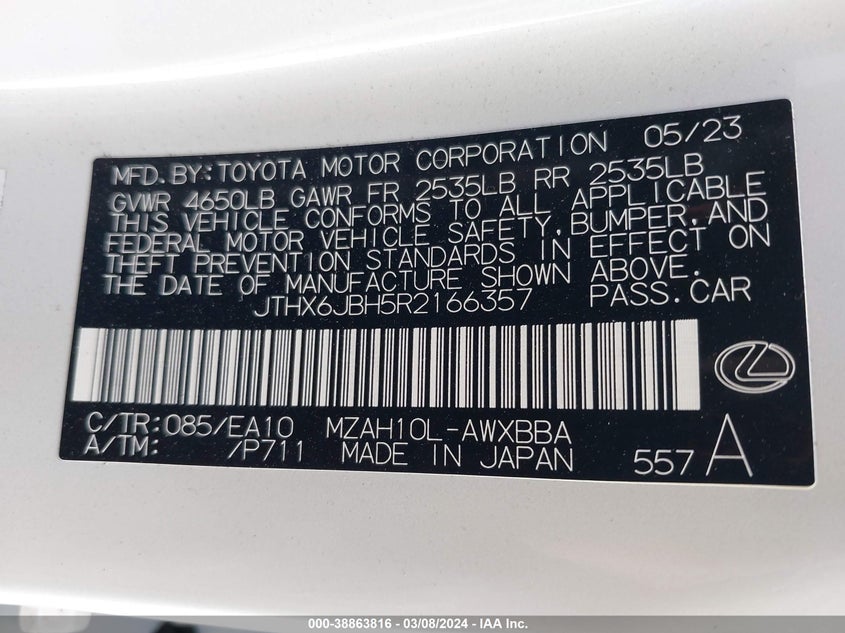 MFD. BY: TOYOTA MOTOR CORPORATION 05/23
GVWR 4650LB GAWR FR 2535LB RR 2535LB
THIS VEHICLE CONFORMS TO ALL APPLICABLE
FEDERAL MOTOR VEHICLE SAFETY, BUMPER, AND
THEFT PREVENTION STANDARDS IN EFFECT ON
THE DATE OF MANUFACTURE SHOWN ABOVE.
JTHX6JBH5R2166357 PASS. CAR
C/TR: 085/EA10 MZAH10L-AWXBBA
A/TM: /P711 MADE IN JAPAN 557 A
000-38863816 - 03/08/2024 - IAA Inc.